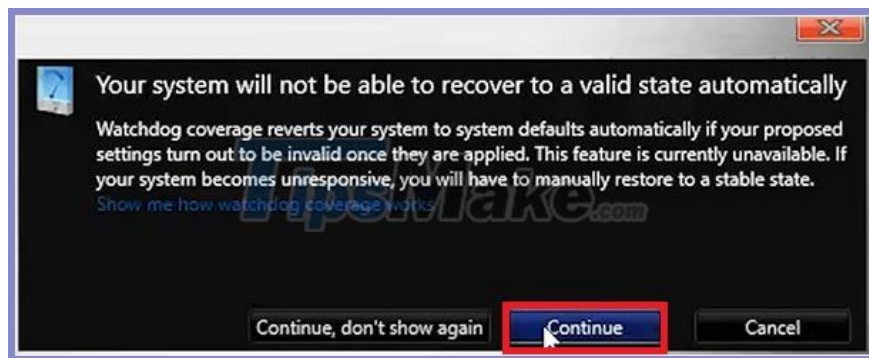 Your system will not be able to recover to a valid state automatically
Watchdog coverage reverts your system to system defaults automatically if your proposed
settings turn out to be invalid once they are applied. This feature is currently unavailable. If
your system becomes unresponsive, you will have to manually restore to a stable state.
Show me how watchdog coverage works
TipsMake.com
Continue, don't show again
Continue
Cancel